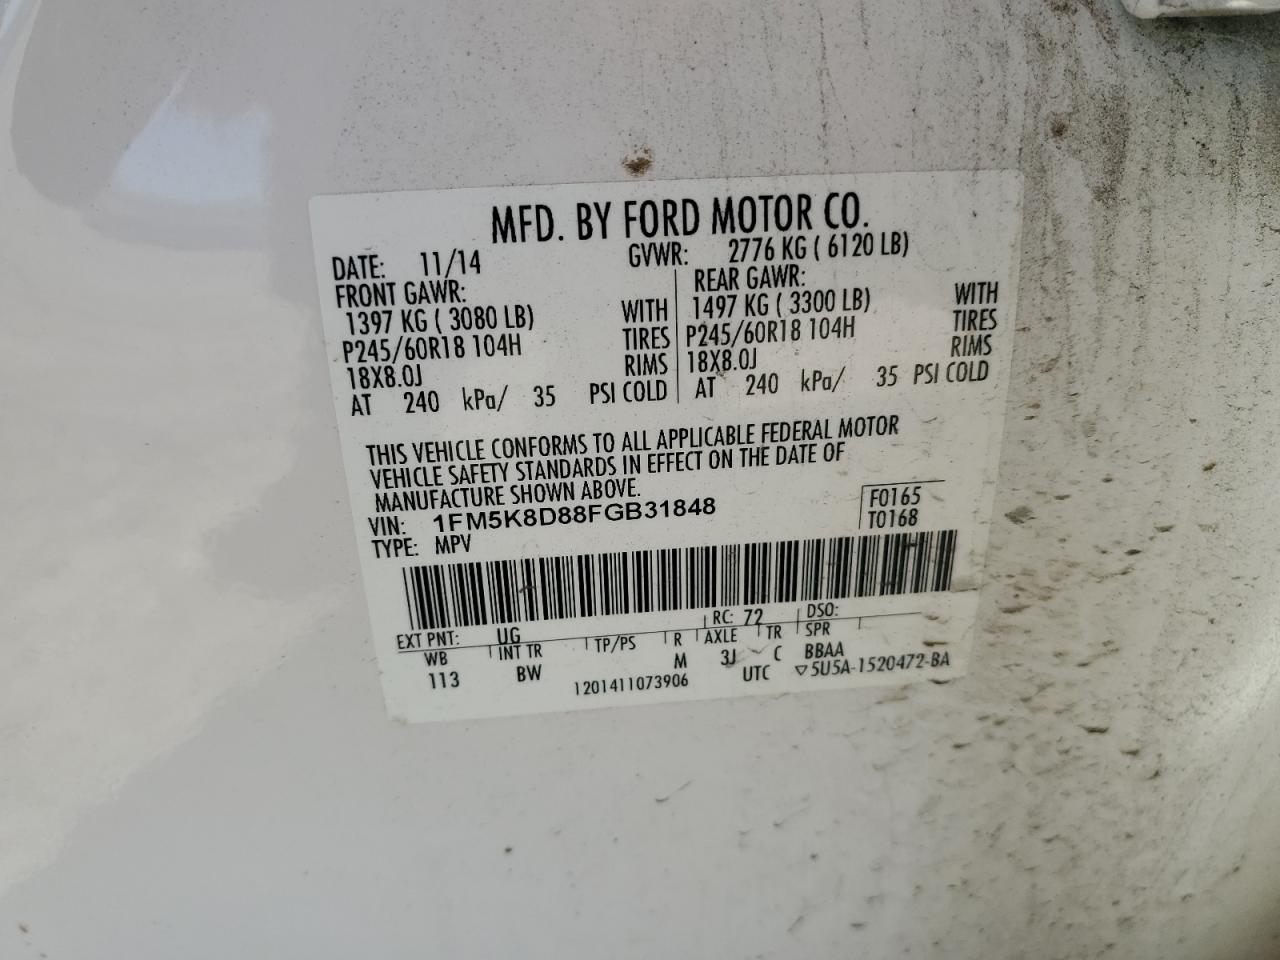 MFD. BY FORD MOTOR CO.
DATE: 11/14 GVWR: 2776 KG ( 6120 LB)
FRONT GAWR: REAR GAWR:
1397 KG ( 3080 LB) WITH 1497 KG ( 3300 LB) WITH
P245/60R18 104H TIRES P245/60R18 104H TIRES
18X8.0J RIMS 18X8.0J RIMS
AT 240 kPa/ 35 PSI COLD AT 240 kPa/ 35 PSI COLD
THIS VEHICLE CONFORMS TO ALL APPLICABLE FEDERAL MOTOR
VEHICLE SAFETY STANDARDS IN EFFECT ON THE DATE OF
MANUFACTURE SHOWN ABOVE.
VIN: 1FM5K8D88FGB31848 F0165
TYPE: MPV T0168
EXT PNT: UG RC: 72 DSO:
WB INT TR TP/PS R AXLE TR SPR
113 BW M 3J C BBAA
1201411073906 UTC ▽5U5A-1520472-BA